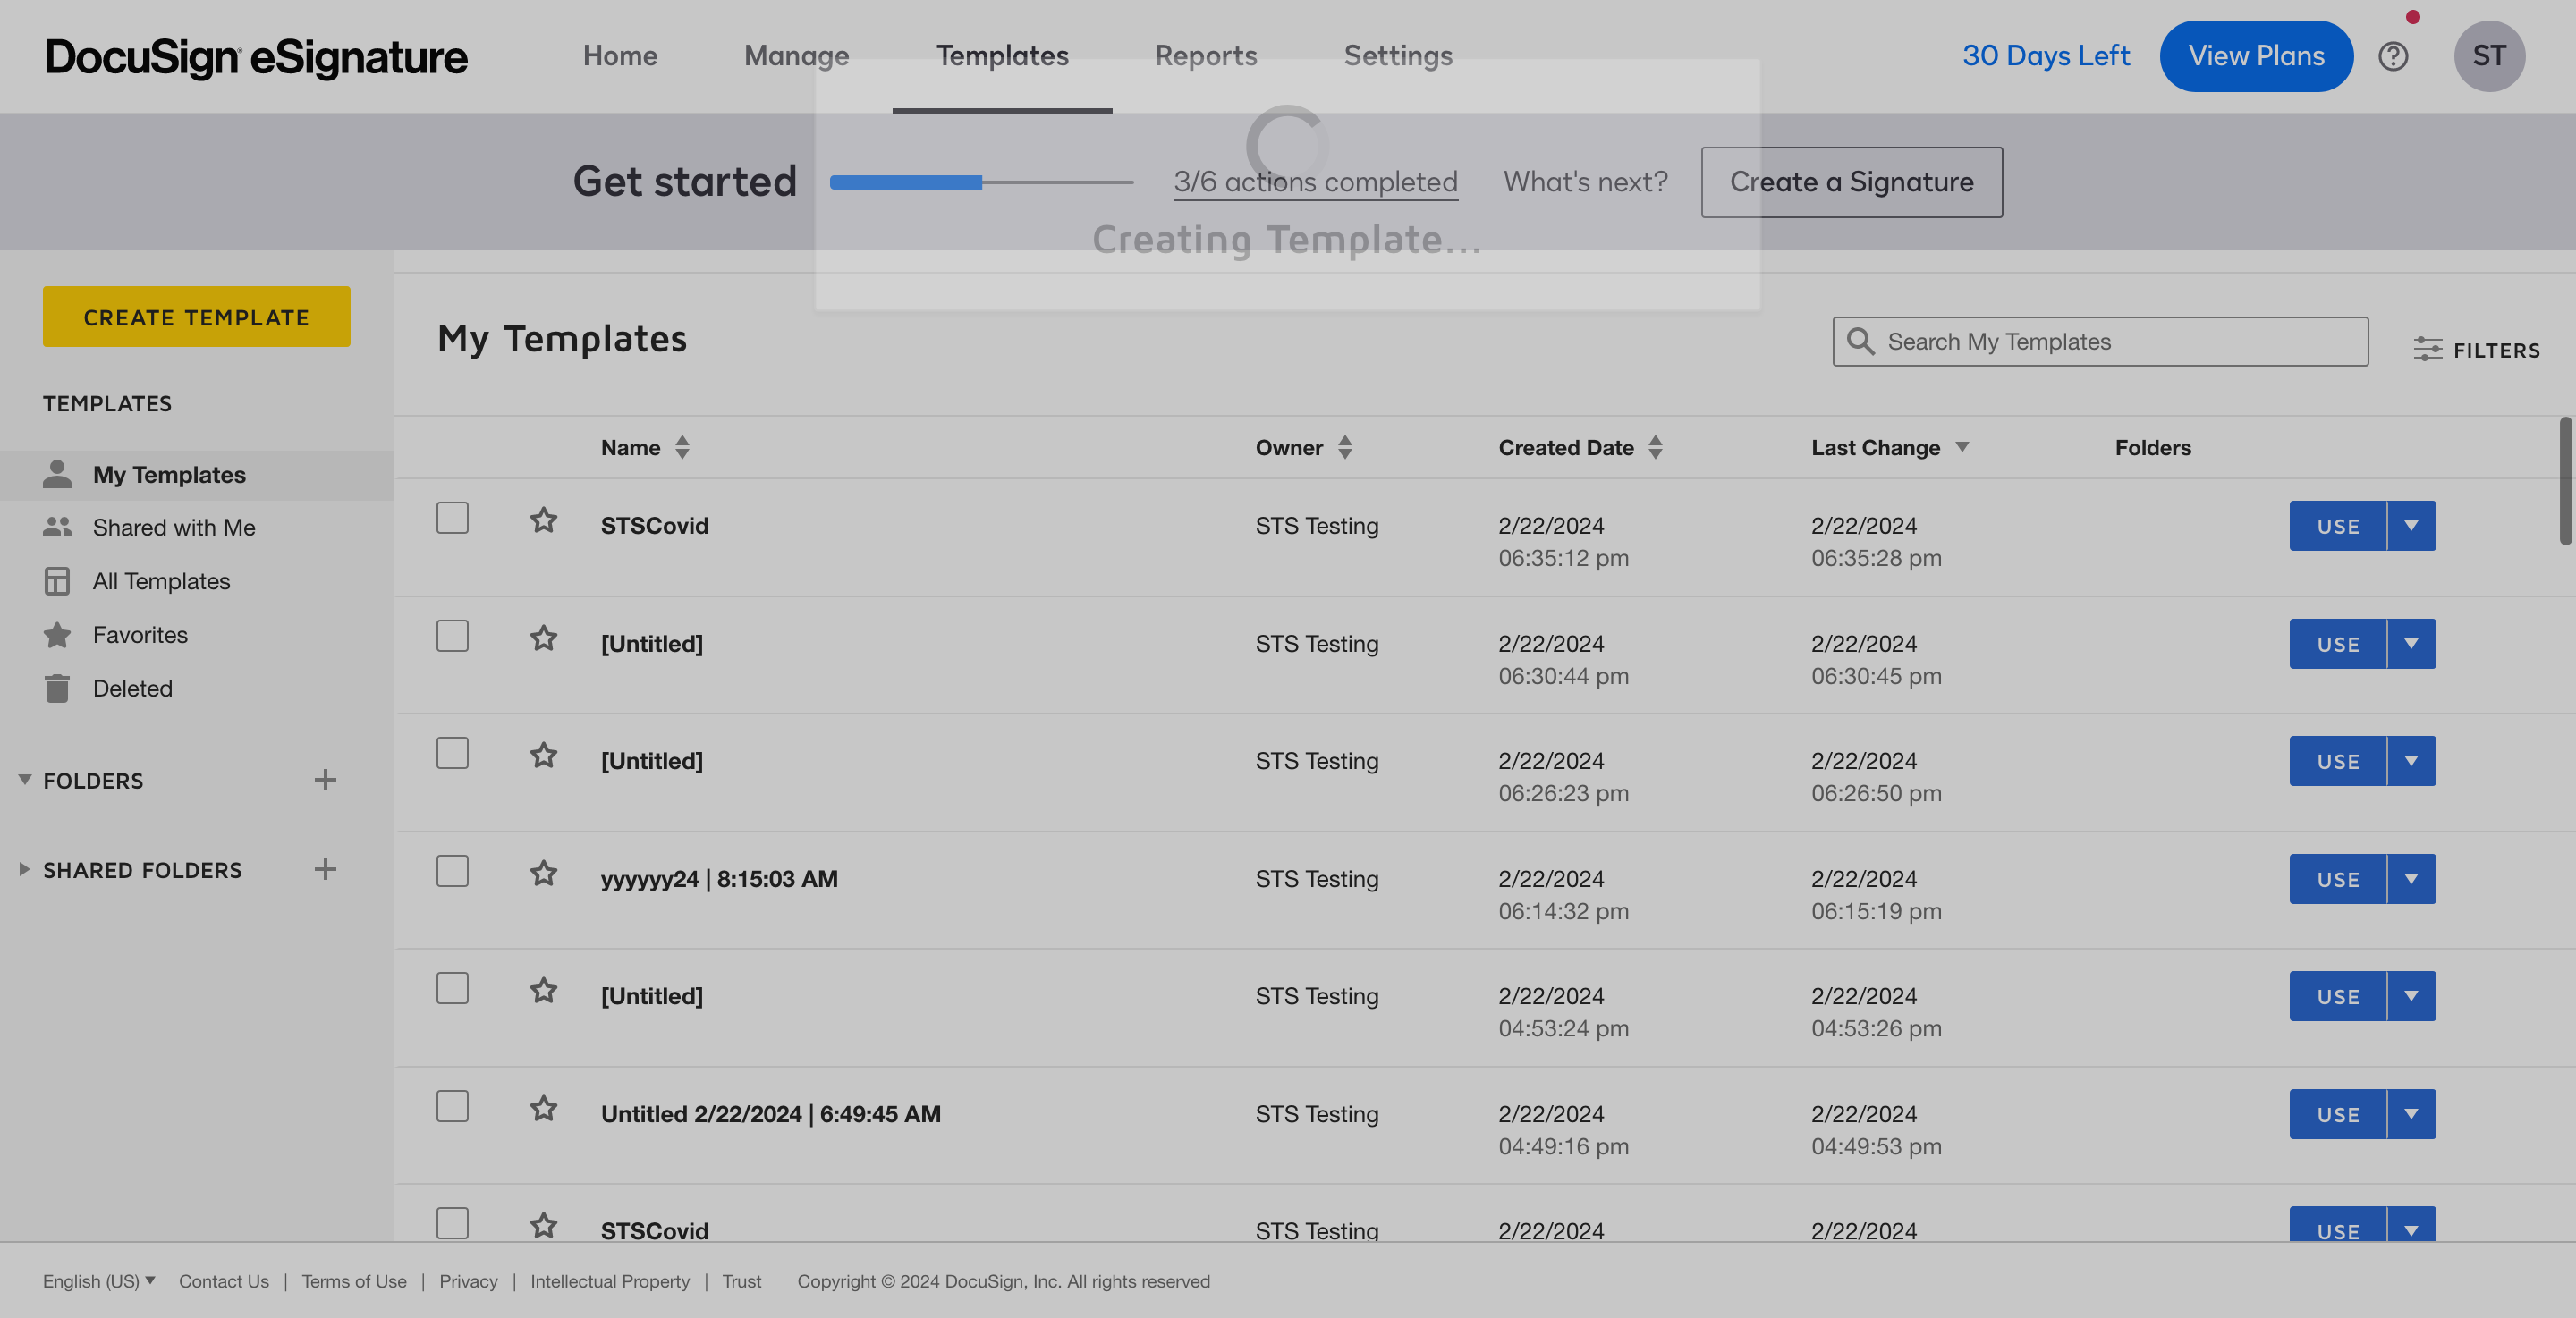 DocuSign eSignature
Home Manage Templates Reports Settings
30 Days Left View Plans ST
Get started 3/6 actions completed What's next? Create a Signature
Creating Template...
CREATE TEMPLATE
TEMPLATES
My Templates
Shared with Me
All Templates
Favorites
Deleted
FOLDERS
SHARED FOLDERS
My Templates
Search My Templates
FILTERS
Name Owner Created Date Last Change Folders
STSCovid STS Testing 2/22/2024 2/22/2024 USE
06:35:12 pm 06:35:28 pm
[Untitled] STS Testing 2/22/2024 2/22/2024 USE
06:30:44 pm 06:30:45 pm
[Untitled] STS Testing 2/22/2024 2/22/2024 USE
06:26:23 pm 06:26:50 pm
yyyyyy24 | 8:15:03 AM STS Testing 2/22/2024 2/22/2024 USE
06:14:32 pm 06:15:19 pm
[Untitled] STS Testing 2/22/2024 2/22/2024 USE
04:53:24 pm 04:53:26 pm
Untitled 2/22/2024 | 6:49:45 AM STS Testing 2/22/2024 2/22/2024 USE
04:49:16 pm 04:49:53 pm
STSCovid STS Testing 2/22/2024 2/22/2024 USE
English (US) Contact Us | Terms of Use | Privacy | Intellectual Property | Trust Copyright © 2024 DocuSign, Inc. All rights reserved